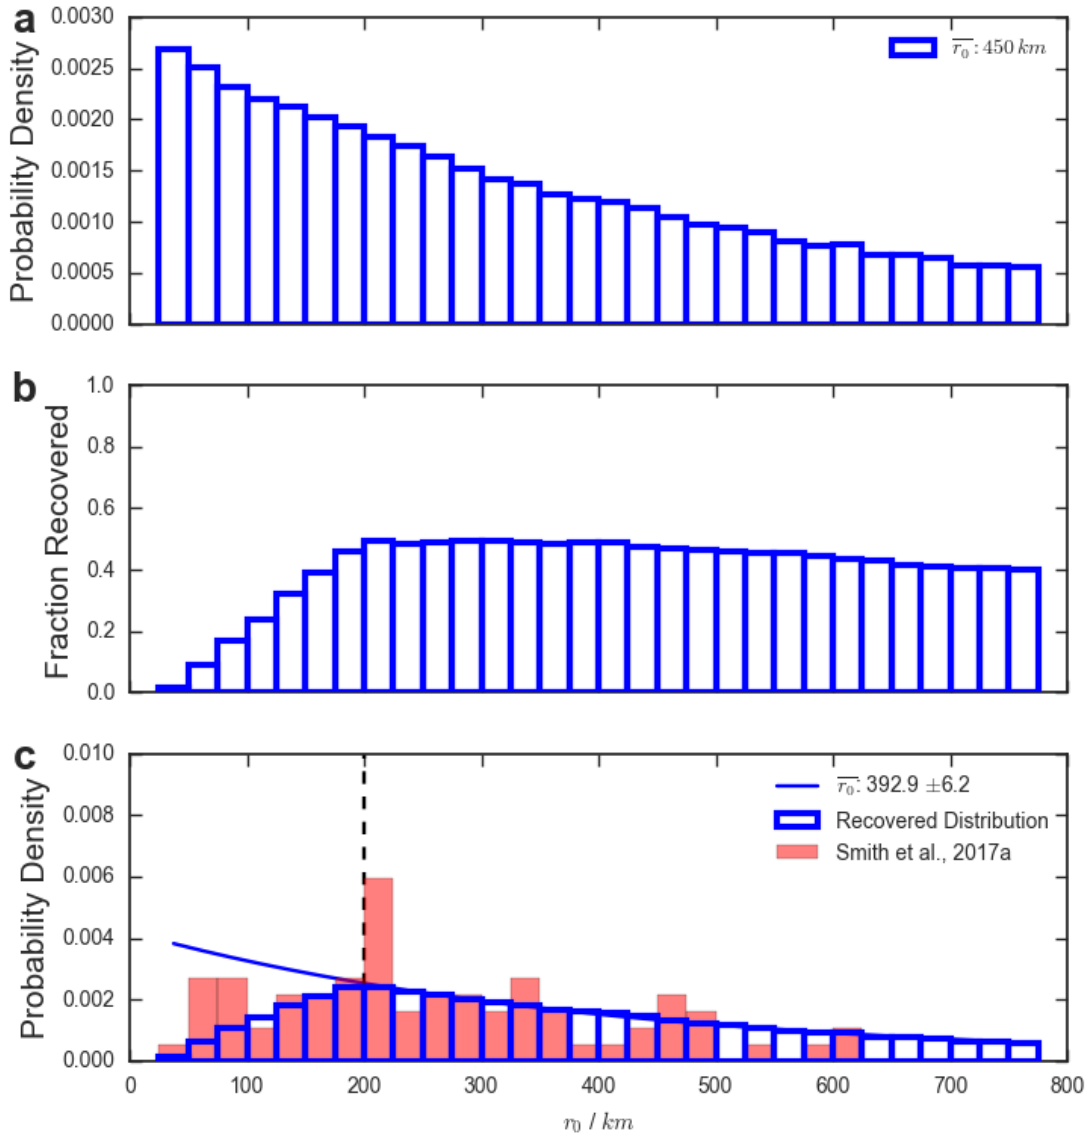 a
Probability Density
0.0030
0.0025
0.0020
0.0015
0.0010
0.0005
0.0000
r₀ : 450 km
b
Fraction Recovered
1.0
0.8
0.6
0.4
0.2
0.0
c
Probability Density
0.010
0.008
0.006
0.004
0.002
0.000
r₀: 392.9 ±6.2
Recovered Distribution
Smith et al., 2017a
0 100 200 300 400 500 600 700 800
r₀ / km